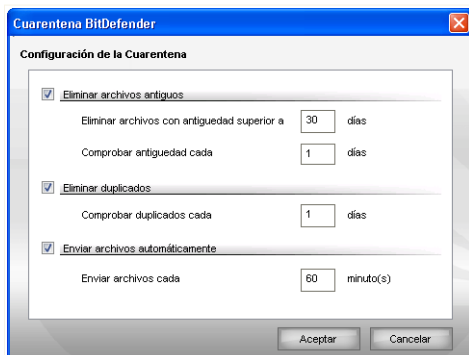 Cuarentena BitDefender
Configuración de la Cuarentena
Eliminar archivos antiguos
Eliminar archivos con antiguedad superior a 30 días
Comprobar antiguedad cada 1 días
Eliminar duplicados
Comprobar duplicados cada 1 días
Enviar archivos automáticamente
Enviar archivos cada 60 minuto(s)
Aceptar Cancelar